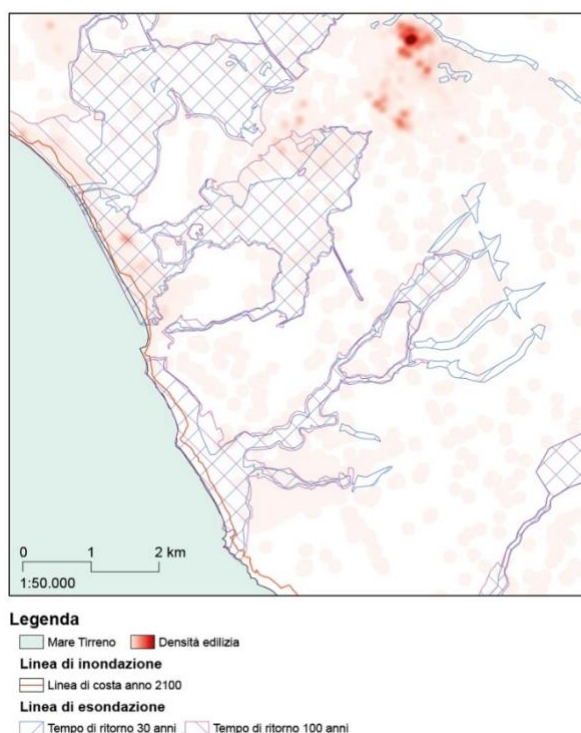 0 1 2 km
1:50.000
Legenda
Mare Tirreno Densità edilizia
Linea di inondazione
Linea di costa anno 2100
Linea di esondazione
Tempo di ritorno 30 anni Tempo di ritorno 100 anni